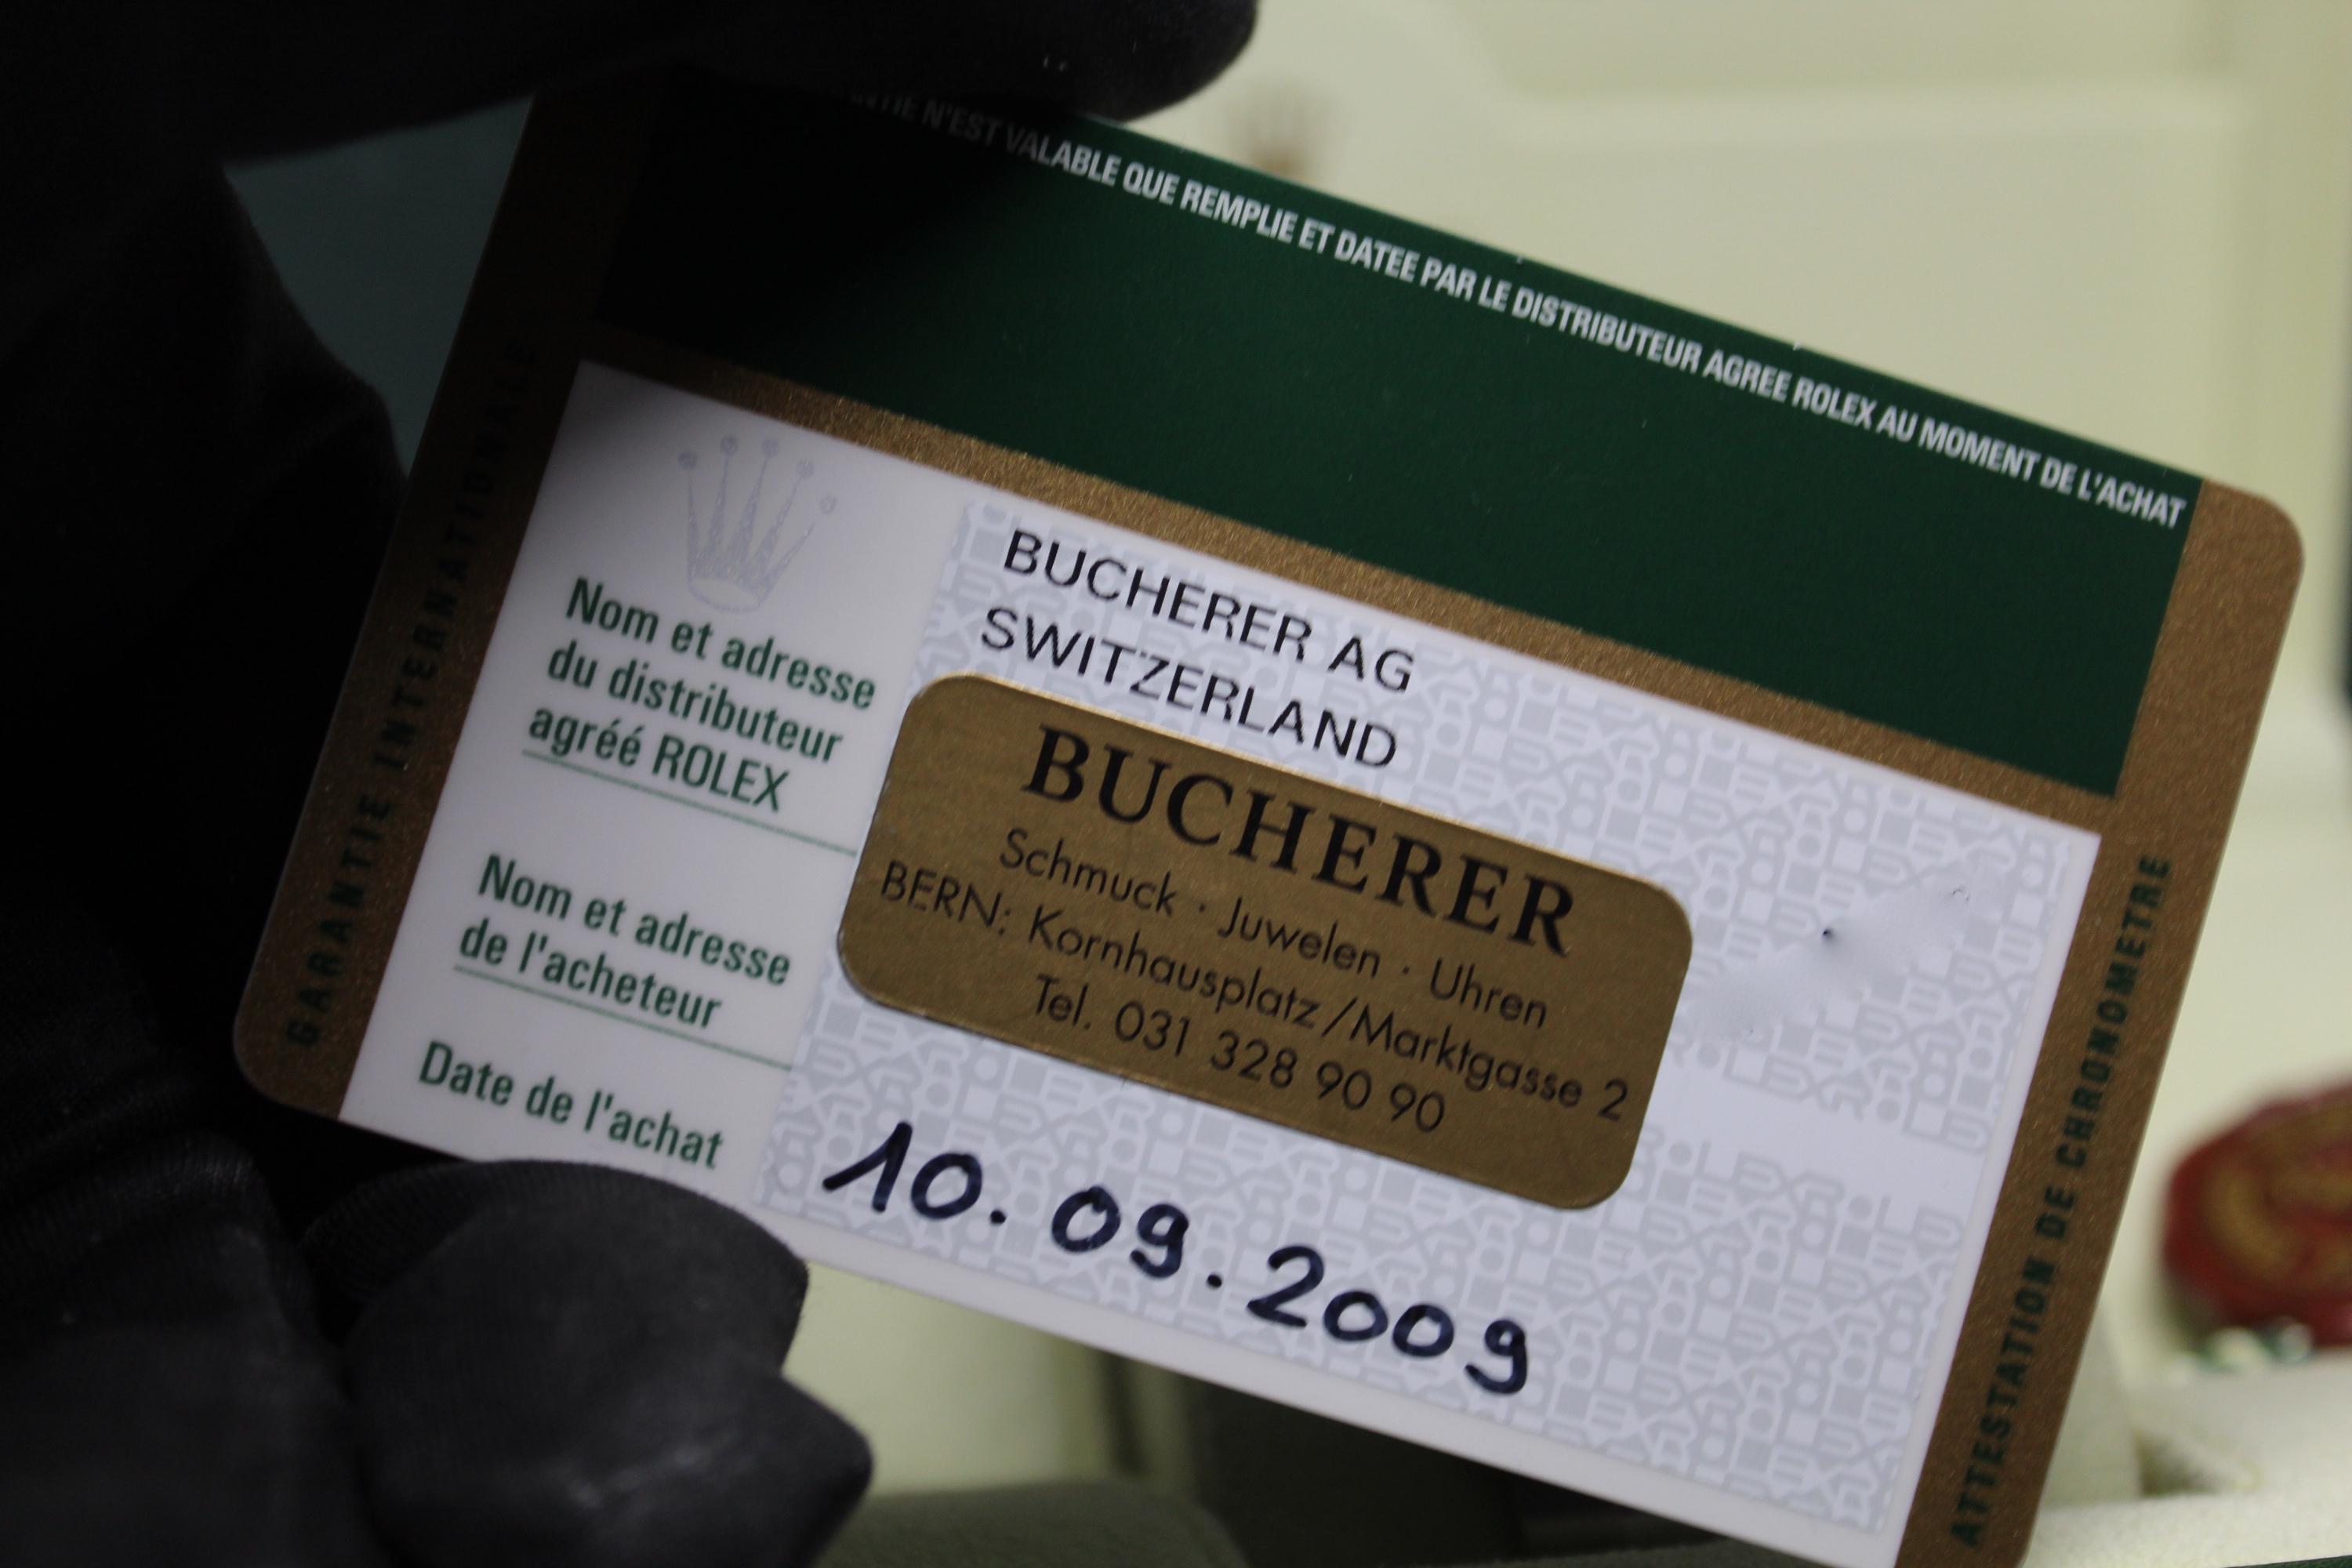 N'EST VALABLE QUE REMPLIE ET DATEE PAR LE DISTRIBUTEUR AGREE ROLEX AU MOMENT DE L'ACHAT
GARANTIE INTERNATIONALE
Nom et adresse
du distributeur
agréé ROLEX
BUCHERER AG
SWITZERLAND
BUCHERER
Schmuck · Juwelen · Uhren
BERN: Kornhausplatz/Marktgasse 2
Tel. 031 328 90 90
Nom et adresse
de l'acheteur
Date de l'achat
10.09.2009
ATTESTATION DE CHRONOMETRE